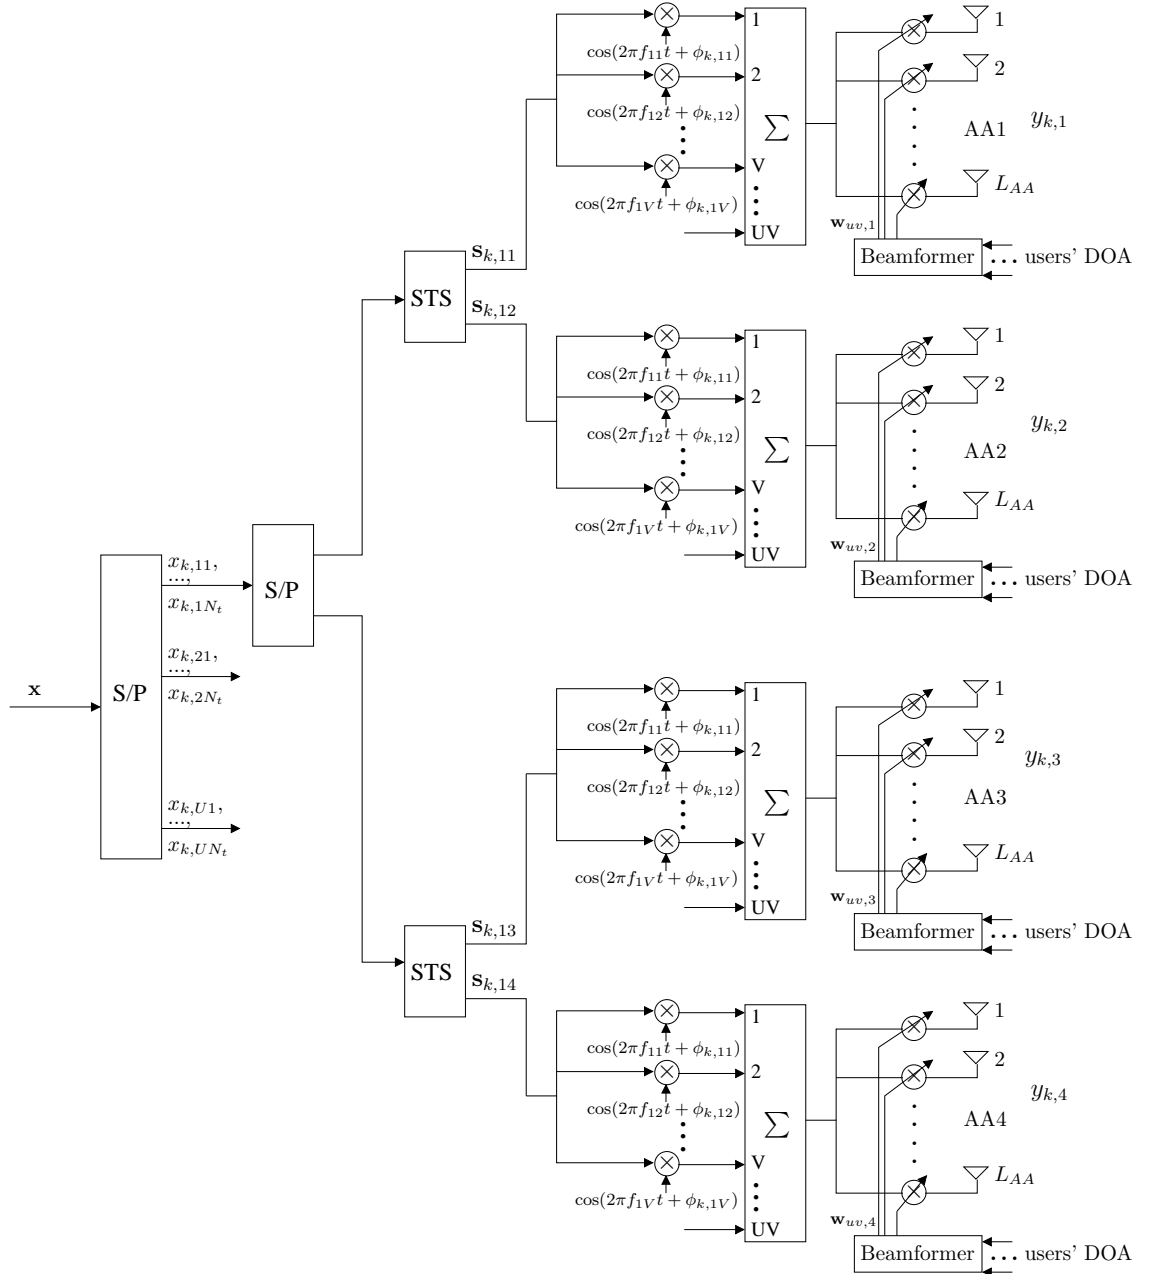 x
S/P
x_{k,11},
...,
x_{k,1N_t}
x_{k,21},
...,
x_{k,2N_t}
x_{k,U1},
...,
x_{k,UN_t}
S/P
STS
s_{k,11}
s_{k,12}
cos(2πf_{11}t + φ_{k,11})
cos(2πf_{12}t + φ_{k,12})
cos(2πf_{1V}t + φ_{k,1V})
1
2
∑
V
UV
1
2
AA1
y_{k,1}
L_{AA}
w_{uv,1}
Beamformer
... users' DOA
cos(2πf_{11}t + φ_{k,11})
cos(2πf_{12}t + φ_{k,12})
cos(2πf_{1V}t + φ_{k,1V})
1
2
∑
V
UV
1
2
AA2
y_{k,2}
L_{AA}
w_{uv,2}
Beamformer
... users' DOA
STS
s_{k,13}
s_{k,14}
cos(2πf_{11}t + φ_{k,11})
cos(2πf_{12}t + φ_{k,12})
cos(2πf_{1V}t + φ_{k,1V})
1
2
∑
V
UV
1
2
AA3
y_{k,3}
L_{AA}
w_{uv,3}
Beamformer
... users' DOA
cos(2πf_{11}t + φ_{k,11})
cos(2πf_{12}t + φ_{k,12})
cos(2πf_{1V}t + φ_{k,1V})
1
2
∑
V
UV
1
2
AA4
y_{k,4}
L_{AA}
w_{uv,4}
Beamformer
... users' DOA